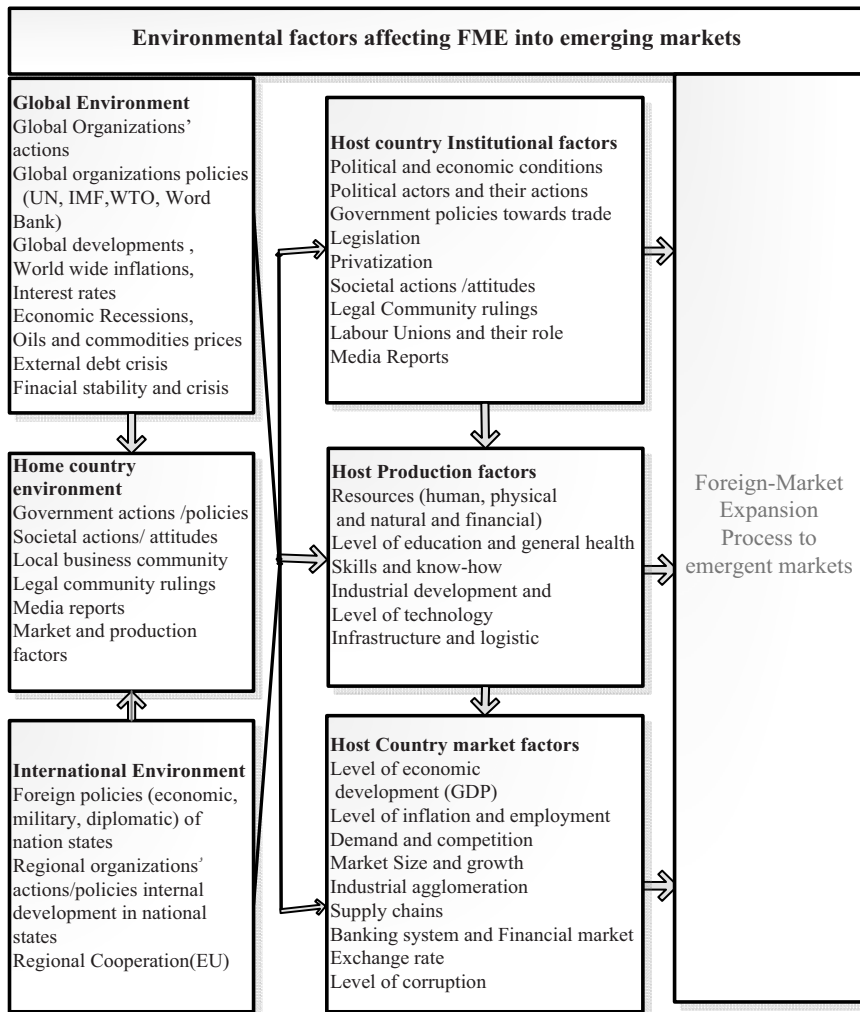 Environmental factors affecting FME into emerging markets
Global Environment
Global Organizations’
actions
Global organizations policies
(UN, IMF,WTO, Word
Bank)
Global developments ,
World wide inflations,
Interest rates
Economic Recessions,
Oils and commodities prices
External debt crisis
Finacial stability and crisis
Home country
environment
Government actions /policies
Societal actions/ attitudes
Local business community
Legal community rulings
Media reports
Market and production
factors
International Environment
Foreign policies (economic,
military, diplomatic) of
nation states
Regional organizations’
actions/policies internal
development in national
states
Regional Cooperation(EU)
Host country Institutional factors
Political and economic conditions
Political actors and their actions
Government policies towards trade
Legislation
Privatization
Societal actions /attitudes
Legal Community rulings
Labour Unions and their role
Media Reports
Host Production factors
Resources (human, physical
and natural and financial)
Level of education and general health
Skills and know-how
Industrial development and
Level of technology
Infrastructure and logistic
Host Country market factors
Level of economic
development (GDP)
Level of inflation and employment
Demand and competition
Market Size and growth
Industrial agglomeration
Supply chains
Banking system and Financial market
Exchange rate
Level of corruption
Foreign-Market
Expansion
Process to
emergent markets